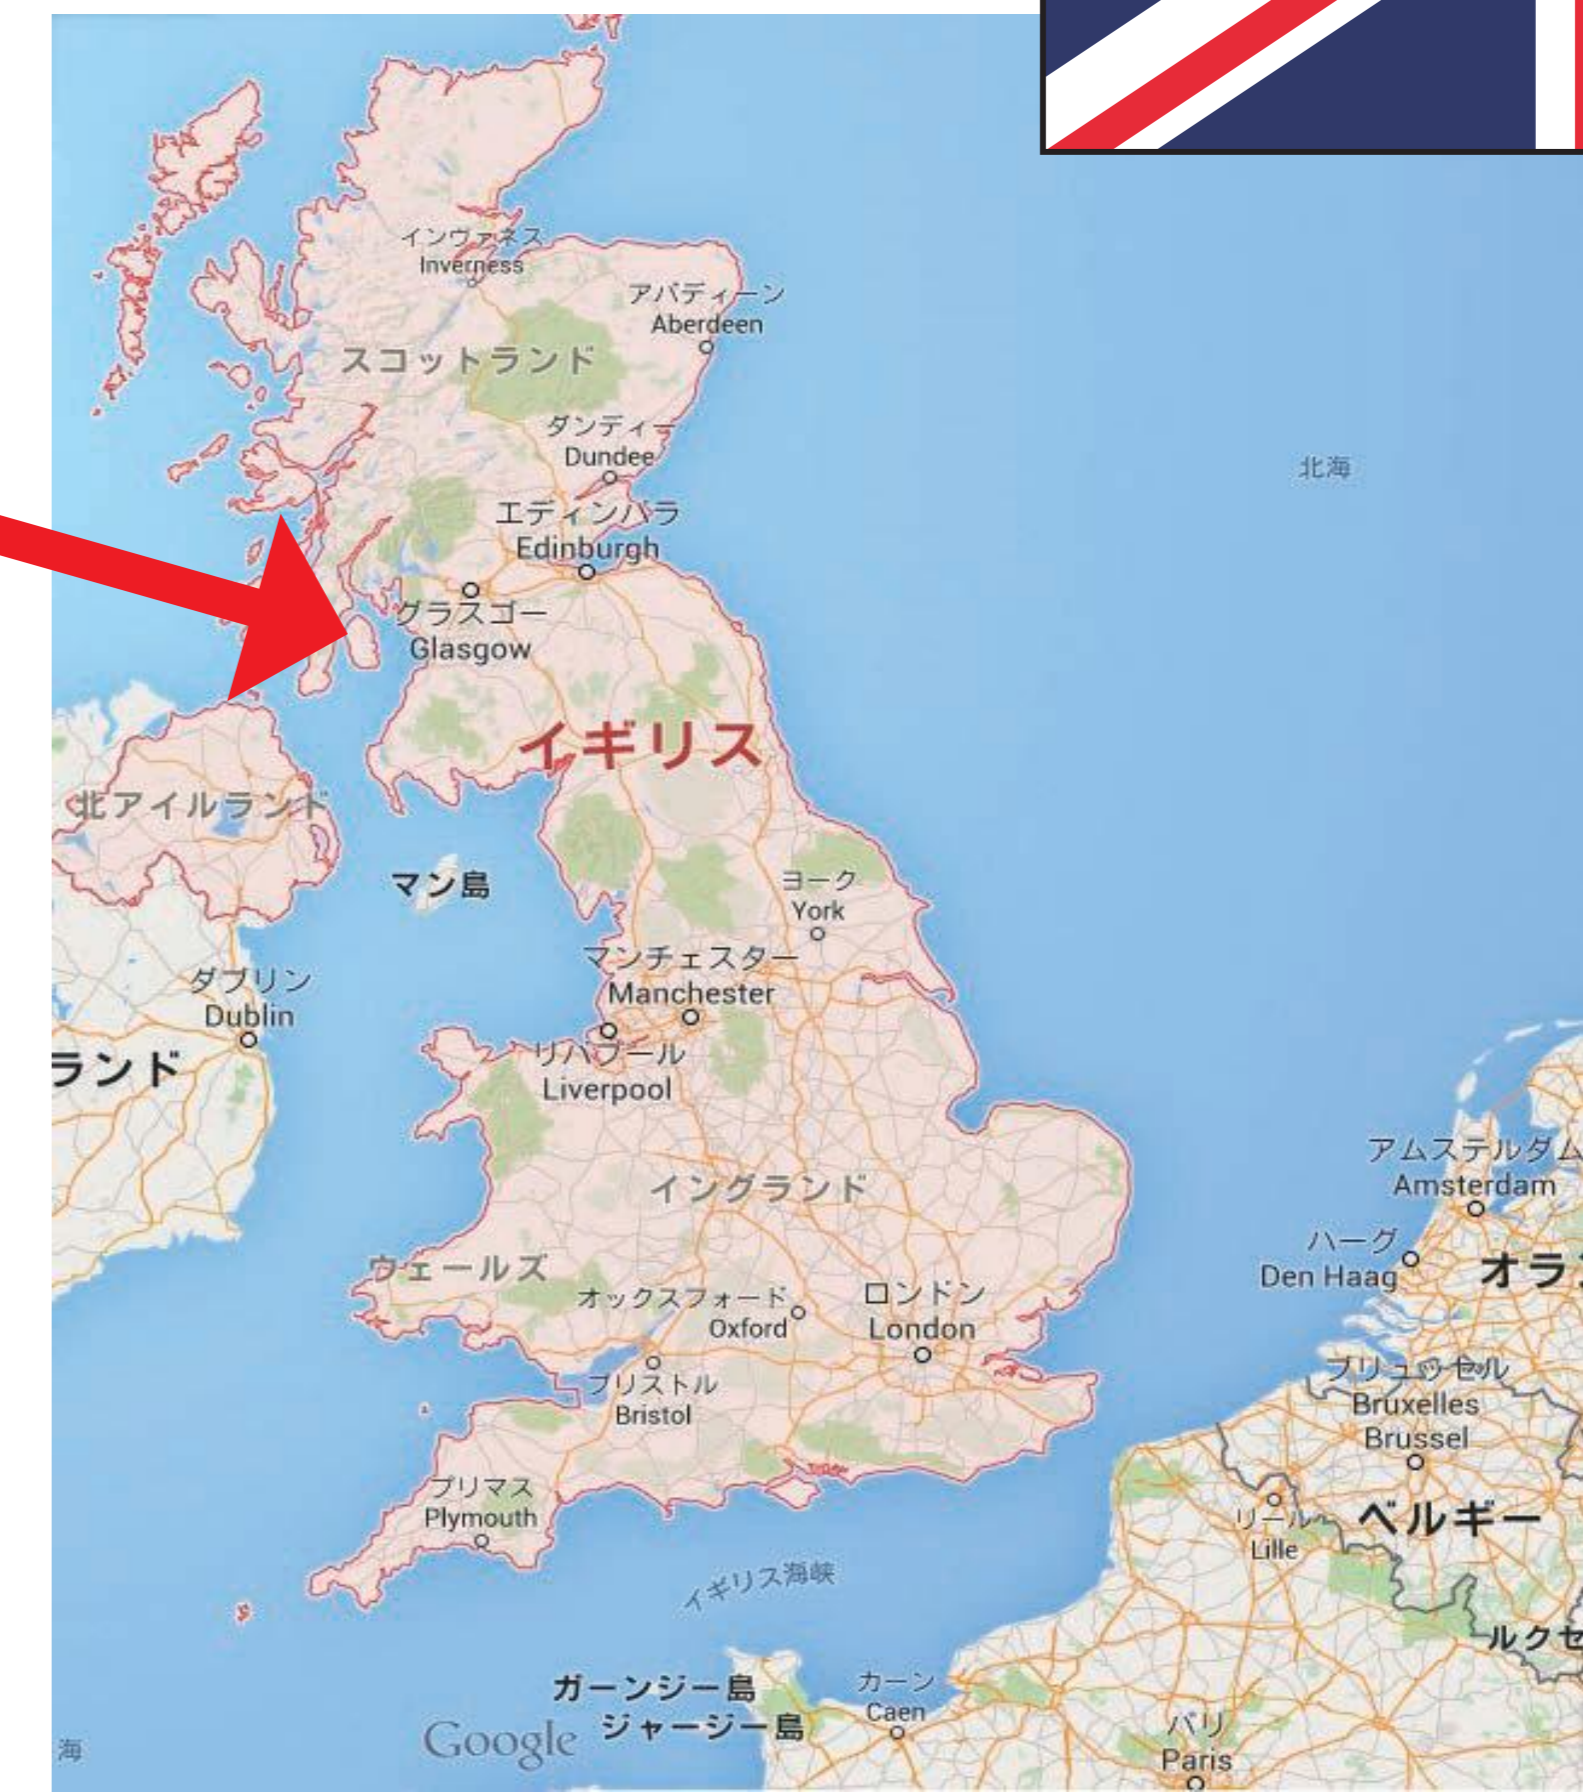 インヴァネス
Inverness
アバディーン
Aberdeen
スコットランド
ダンディー
Dundee
北海
エディンバラ
Edinburgh
グラスゴー
Glasgow
イギリス
北アイルランド
マン島
ヨーク
York
マンチェスター
Manchester
ダブリン
Dublin
ランド
リバプール
Liverpool
アムステルダム
Amsterdam
イングランド
ハーグ
Den Haag
オラ
ウェールズ
オックスフォード
Oxford
ロンドン
London
ブリストル
Bristol
ブリュッセル
Bruxelles
Brussel
プリマス
Plymouth
リール
Lille
ベルギー
イギリス海峡
ルクセ
ガーンジー島
ジャージー島
カーン
Caen
Google
海
パリ
Paris